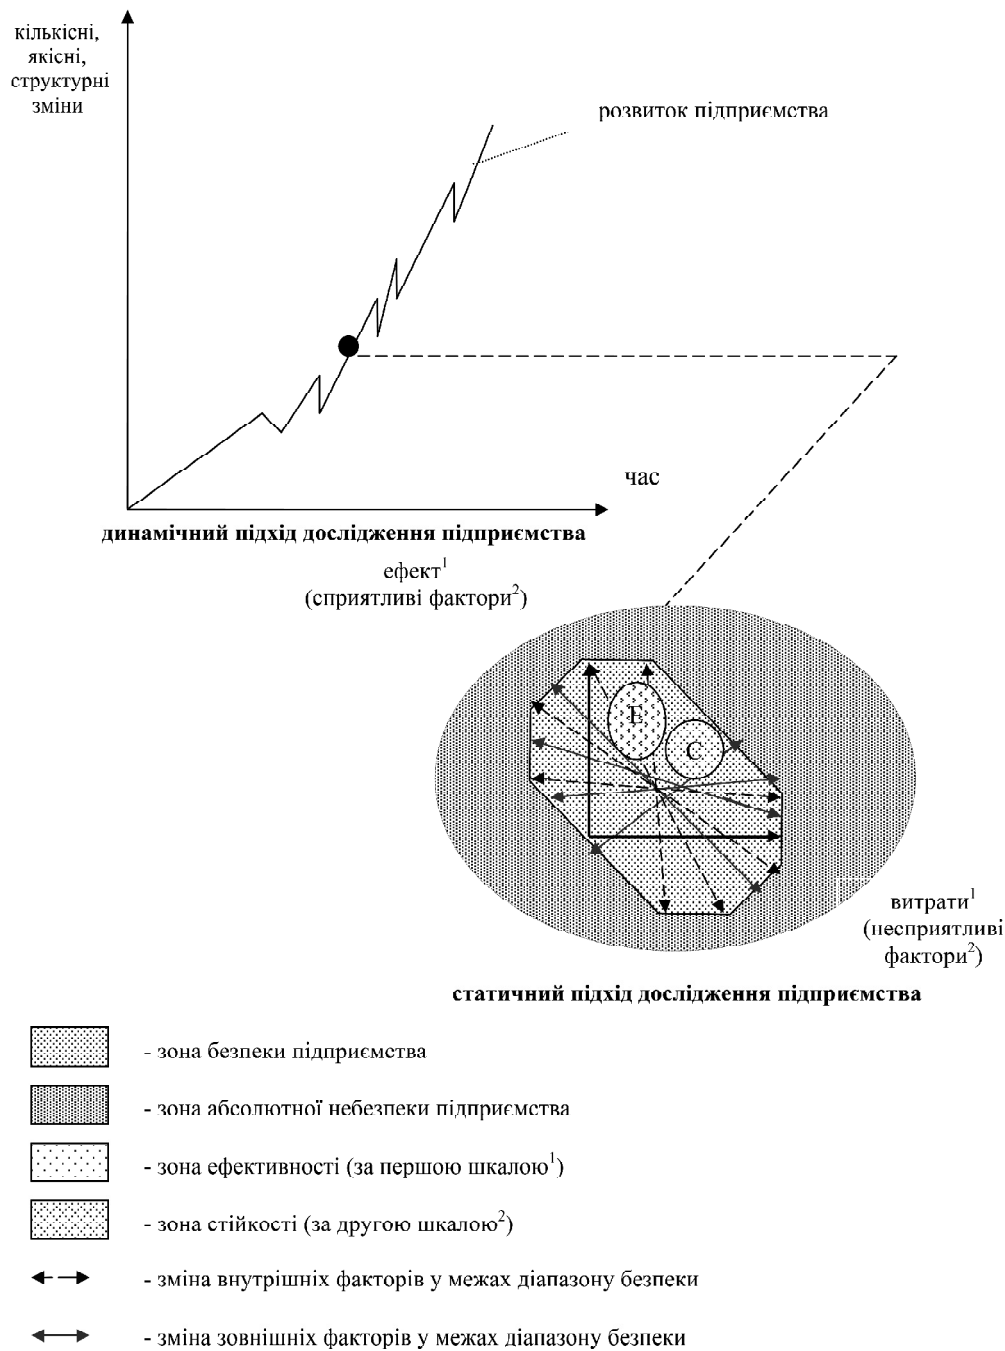 кількісні,
якісні,
структурні
зміни
розвиток підприємства
час
динамічний підхід дослідження підприємства
ефект¹
(сприятливі фактори²)
Е
С
витрати¹
(несприятливі
фактори²)
статичний підхід дослідження підприємства
- зона безпеки підприємства
- зона абсолютної небезпеки підприємства
- зона ефективності (за першою шкалою¹)
- зона стійкості (за другою шкалою²)
- зміна внутрішніх факторів у межах діапазону безпеки
- зміна зовнішніх факторів у межах діапазону безпеки